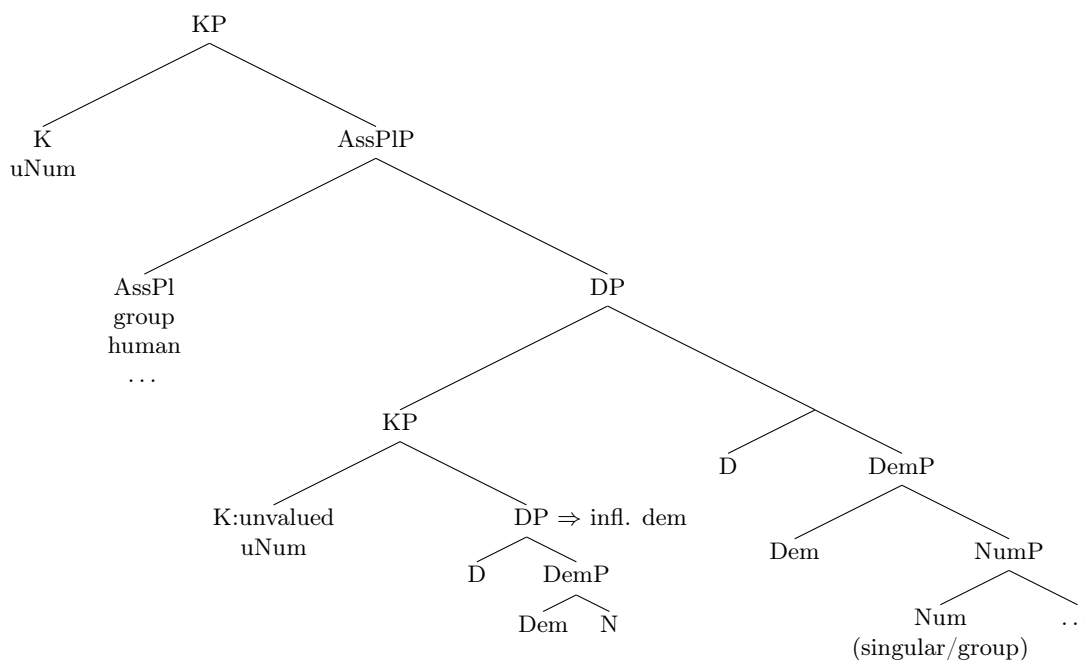 KP
K
uNum
AssPlP
AssPl
group
human
...
DP
KP
D
DemP
K:unvalued
uNum
DP ⇒ infl. dem
Dem
NumP
D
DemP
Num
(singular/group)
..
Dem
N